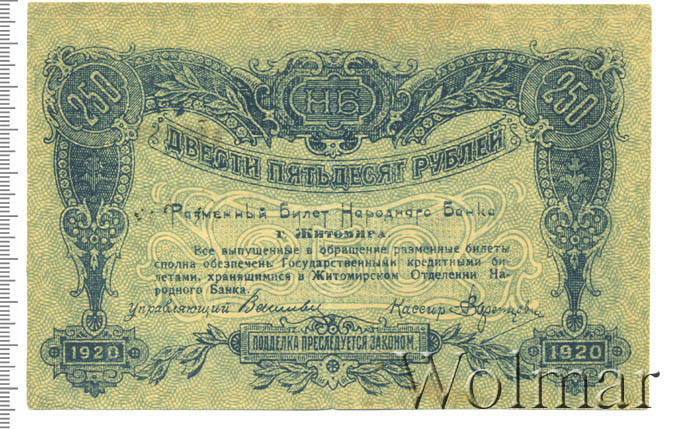 250 НБ 250
ДВЕСТИ ПЯТЬДЕСЯТ РУБЛЕЙ
Разменный Билет Народного Банка
г. Житомира.
Все выпущенные в обращение разменные билеты
сполна обеспечены Государственными кредитными би-
летами, хранящимися в Житомирском Отделении На-
родного Банка.
Управляющий Кассир
1920 ПОДДЕЛКА ПРЕСЛЕДУЕТСЯ ЗАКОНОМ. 1920
Wolmar